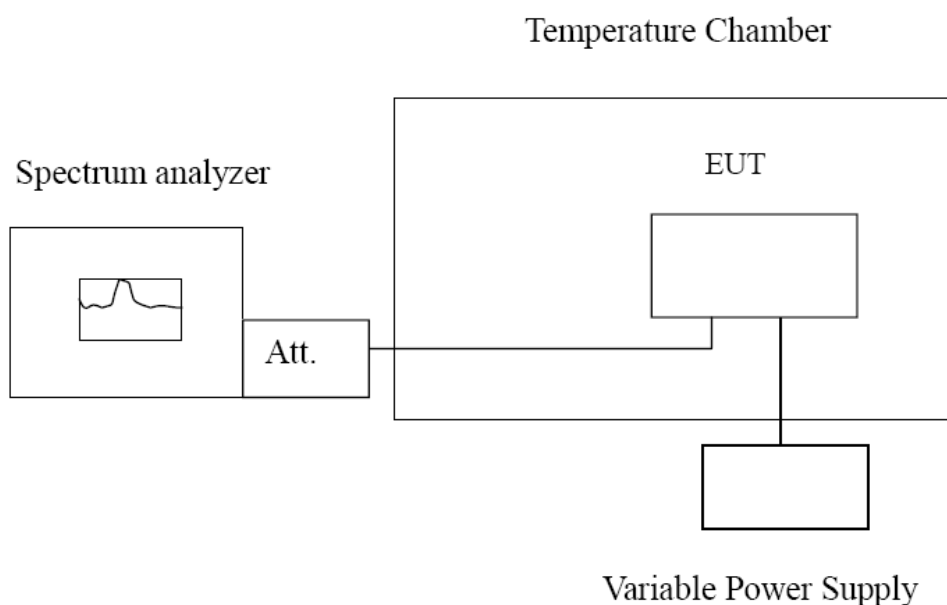 Temperature Chamber
Spectrum analyzer
EUT
Att.
Variable Power Supply